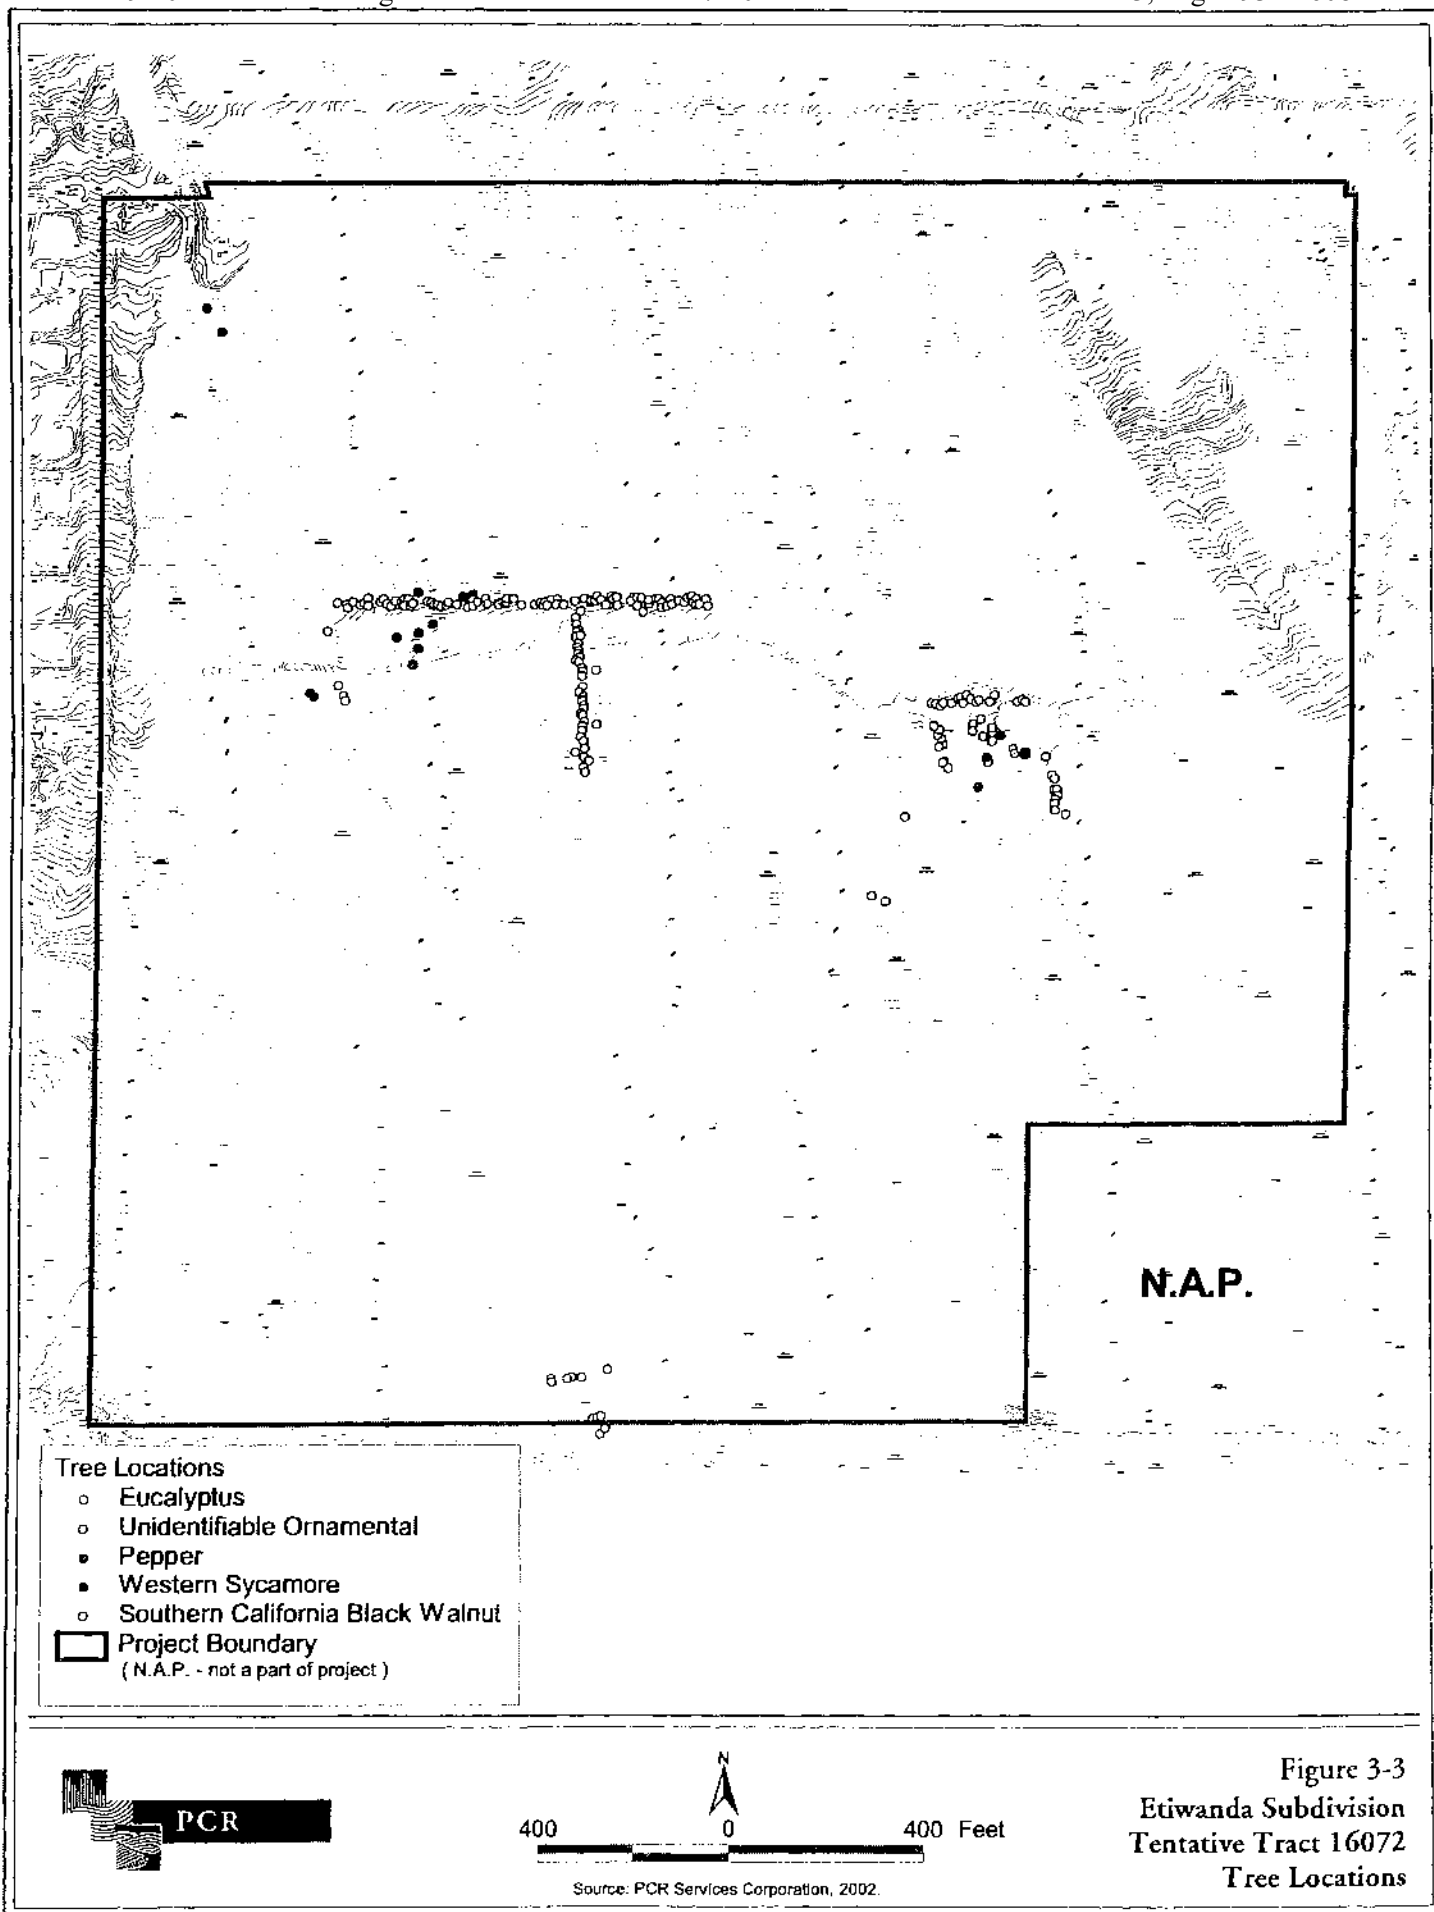 N.A.P.
Tree Locations
Eucalyptus
Unidentifiable Ornamental
Pepper
Western Sycamore
Southern California Black Walnut
Project Boundary
( N.A.P. - not a part of project )
PCR
N
400 0 400 Feet
Source: PCR Services Corporation, 2002.
Figure 3-3
Etiwanda Subdivision
Tentative Tract 16072
Tree Locations